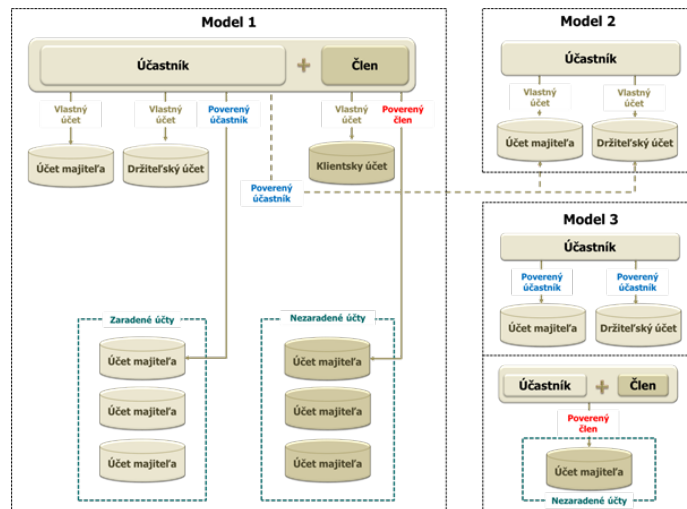 Model 1
Účastník
+
Člen
Vlastný
účet
Vlastný
účet
Poverený
účastník
Vlastný
účet
Poverený
člen
Účet majiteľa
Držiteľský účet
Klientsky účet
Poverený
účastník
Zaradené účty
Účet majiteľa
Účet majiteľa
Účet majiteľa
Nezaradené účty
Účet majiteľa
Účet majiteľa
Účet majiteľa
Model 2
Účastník
Vlastný
účet
Vlastný
účet
Účet majiteľa
Držiteľský účet
Model 3
Účastník
Poverený
účastník
Poverený
účastník
Účet majiteľa
Držiteľský účet
Účastník
+
Člen
Poverený
člen
Účet majiteľa
Nezaradené účty